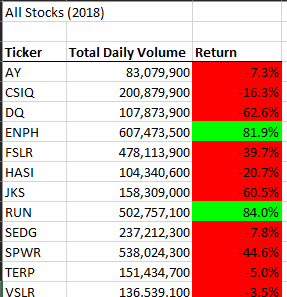 All Stocks (2018)
Ticker Total Daily Volume Return
AY 83,079,900 -7.3%
CSIQ 200,879,900 -16.3%
DQ 107,873,900 -62.6%
ENPH 607,473,500 81.9%
FSLR 478,113,900 -39.7%
HASI 104,340,600 -20.7%
JKS 158,309,000 -60.5%
RUN 502,757,100 84.0%
SEDG 237,212,300 -7.8%
SPWR 538,024,300 -44.6%
TERP 151,434,700 -5.0%
VSLR 136,539,100 -3.5%